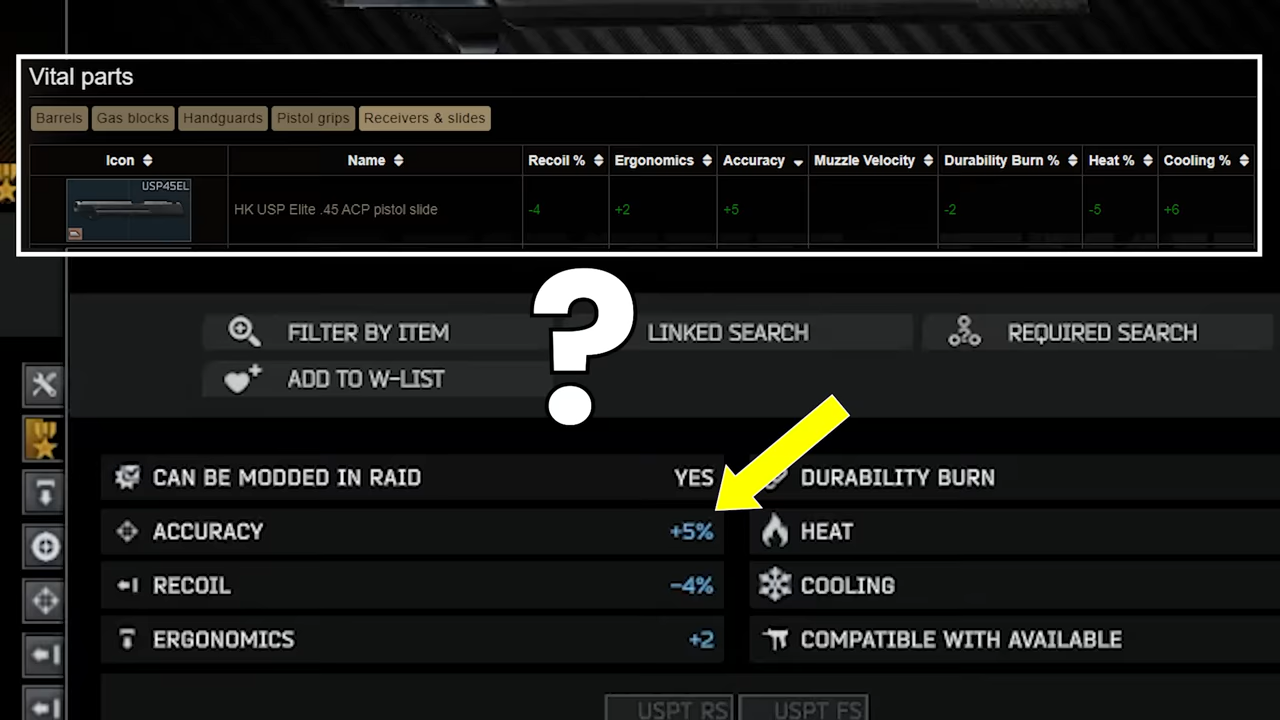 Vital parts
Barrels Gas blocks Handguards Pistol grips Receivers & slides
Icon Name Recoil % Ergonomics Accuracy Muzzle Velocity Durability Burn % Heat % Cooling %
USP45EL
HK USP Elite .45 ACP pistol slide -4 +2 +5 -2 -5 +6
?
FILTER BY ITEM LINKED SEARCH REQUIRED SEARCH
ADD TO W-LIST
CAN BE MODDED IN RAID YES DURABILITY BURN
ACCURACY +5% HEAT
RECOIL -4% COOLING
ERGONOMICS +2 COMPATIBLE WITH AVAILABLE
USPT RS USPT FS